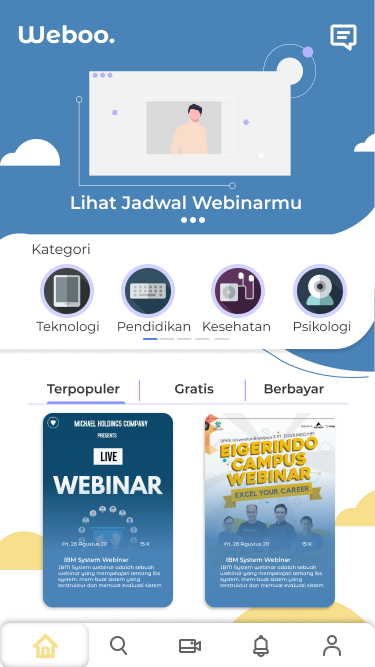 Weboo.
Lihat Jadwal Webinarmu
Kategori
Teknologi
Pendidikan
Kesehatan
Psikologi
Terpopuler
Gratis
Berbayar
MICHAEL HOLDINGS COMPANY
PRESENTS
LIVE
WEBINAR
Fri, 28 Agustus 20 15 K
IBM System Webinar
IBM System webinar adalah sebuah
webinar yang mempelajari tentang ibs
system. mem-buat sistem yang
terstruktur dan memuat evaluasi sistem
EIGERINDO
CAMPUS
WEBINAR
EXCEL YOUR CAREER
Fri, 28 Agustus 20 15 K
IBM System Webinar
IBM System webinar adalah sebuah
webinar yang mempelajari tentang ibs
system. mem-buat sistem yang
terstruktur dan memuat evaluasi sistem